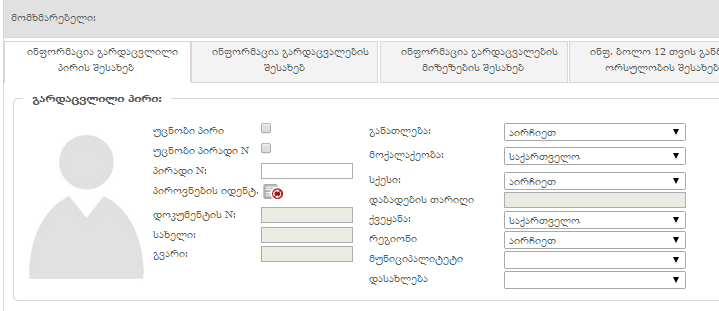 მომხმარებელი:
ინფორმაცია გარდაცვლილი
პირის შესახებ
ინფორმაცია გარდაცვალების
შესახებ
ინფორმაცია გარდაცვალების
მიზეზების შესახებ
ინფ. ბოლო 12 თვის განმ
ორსულობის შესახებ
გარდაცვლილი პირი:
უცნობი პირი
უცნობი პირადი N
პირადი N:
პიროვნების იდენტ.
დოკუმენტის N:
სახელი:
გვარი:
განათლება:
აირჩიეთ
მოქალაქეობა:
საქართველო
სქესი:
აირჩიეთ
დაბადების თარიღი
ქვეყანა:
საქართველო
რეგიონი
აირჩიეთ
მუნიციპალიტეტი
დასახლება